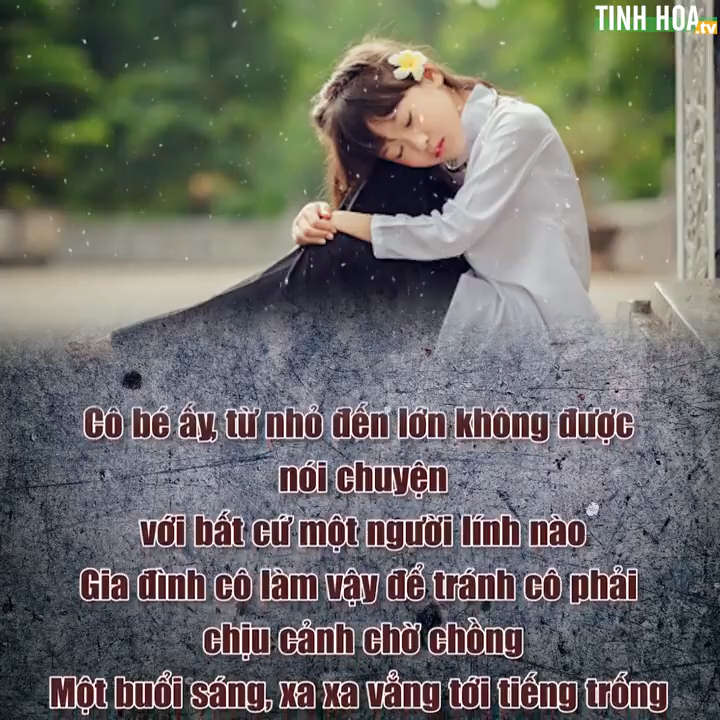 TINH HOA
.tv
Cô bé ấy, từ nhỏ đến lớn không được
nói chuyện
với bất cứ một người lính nào
Gia đình cô làm vậy để tránh cô phải
chịu cảnh chờ chồng
Một buổi sáng, xa xa vẳng tới tiếng trống